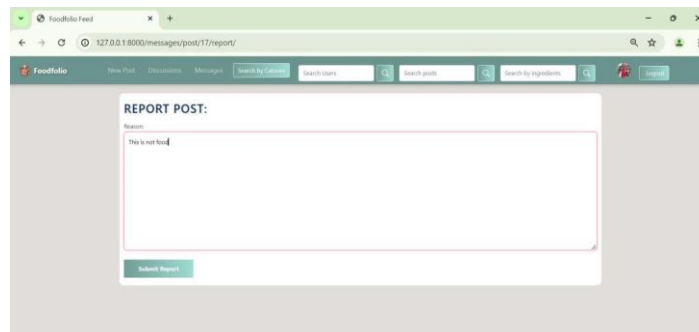 Foodfolio Feed
127.0.0.1:8000/messages/post/17/report/
Foodfolio New Post Discussions Messages Search by Calories Search Users Search posts Search by ingredients Logout
REPORT POST:
Reason:
This is not food
Submit Report